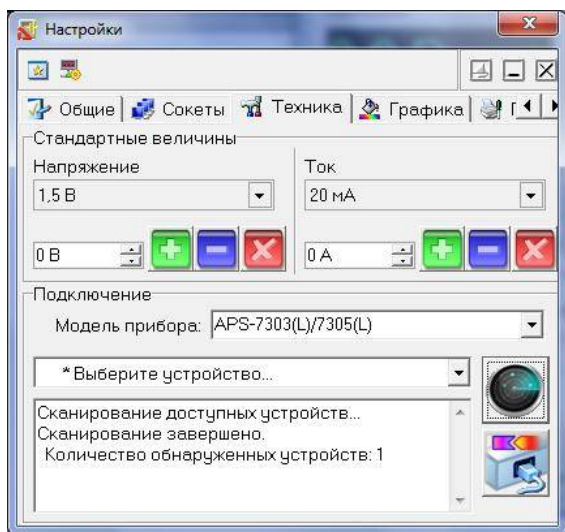 Настройки
Общие Сокеты Техника Графика
Стандартные величины
Напряжение Ток
1,5 В 20 мА
0 В 0 А
Подключение
Модель прибора: APS-7303(L)/7305(L)
* Выберите устройство...
Сканирование доступных устройств...
Сканирование завершено.
Количество обнаруженных устройств: 1